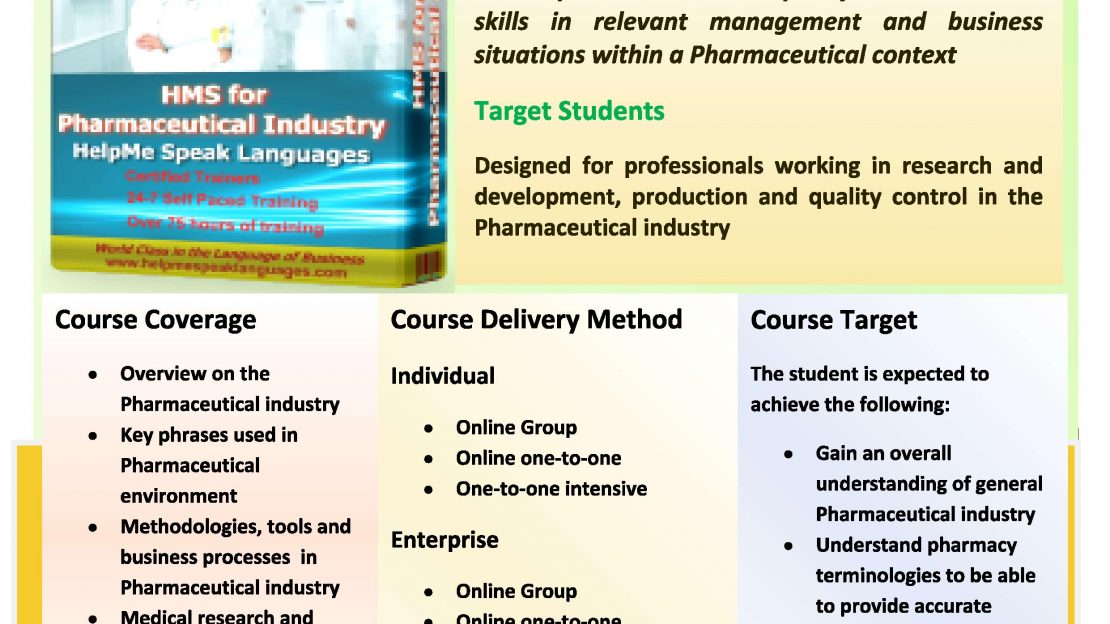 HMS for
Pharmaceutical Industry
HelpMe Speak Languages
Certified Trainers
24-7 Self Paced Training
Over 75 hours of training
World Class in the Language of Business
www.helpmespeaklanguages.com
HMS for
Pharmaceutical
skills in relevant management and business
situations within a Pharmaceutical context
Target Students
Designed for professionals working in research and
development, production and quality control in the
Pharmaceutical industry
Course Coverage
• Overview on the
Pharmaceutical industry
• Key phrases used in
Pharmaceutical
environment
• Methodologies, tools and
business processes in
Pharmaceutical industry
• Medical research and
Course Delivery Method
Individual
• Online Group
• Online one-to-one
• One-to-one intensive
Enterprise
• Online Group
• Online one-to-one
Course Target
The student is expected to
achieve the following:
• Gain an overall
understanding of general
Pharmaceutical industry
• Understand pharmacy
terminologies to be able
to provide accurate